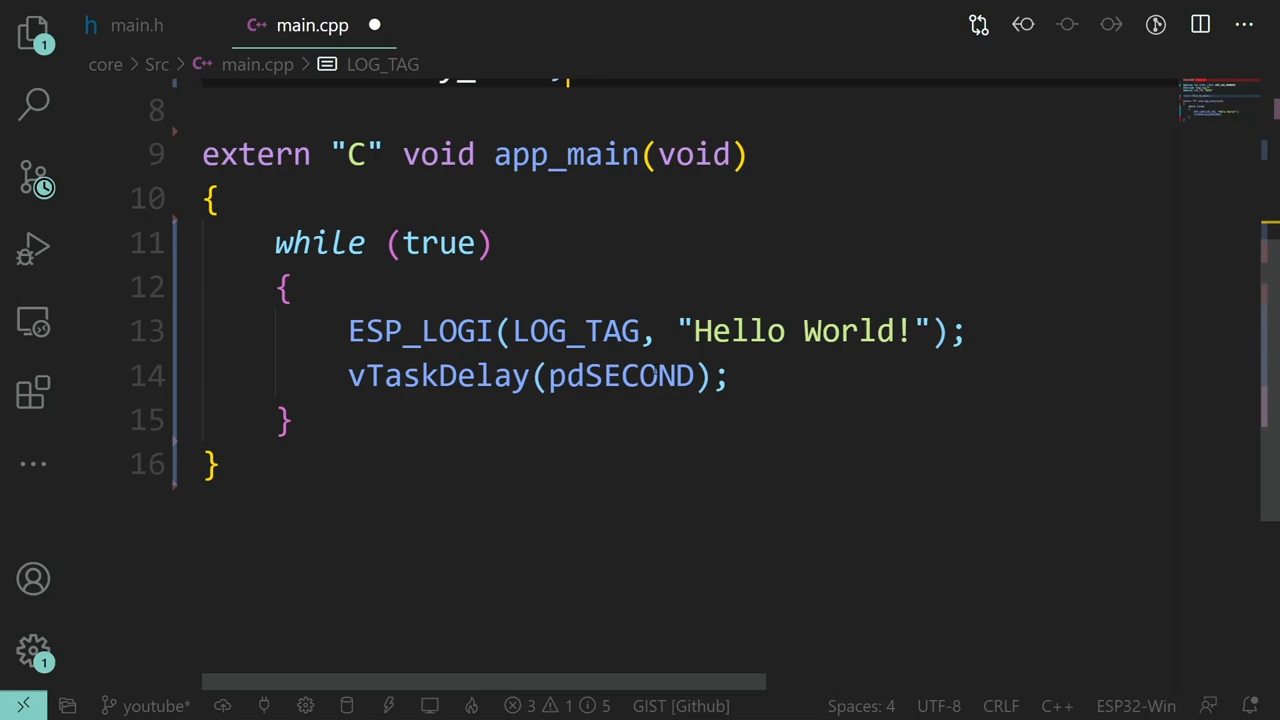 main.h
main.cpp
core > Src > main.cpp > LOG_TAG
8
9 extern "C" void app_main(void)
10 {
11 while (true)
12 {
13 ESP_LOGI(LOG_TAG, "Hello World!");
14 vTaskDelay(pdSECOND);
15 }
16 }
1
1
youtube* 3 1 5 GIST [Github] Spaces: 4 UTF-8 CRLF C++ ESP32-Win